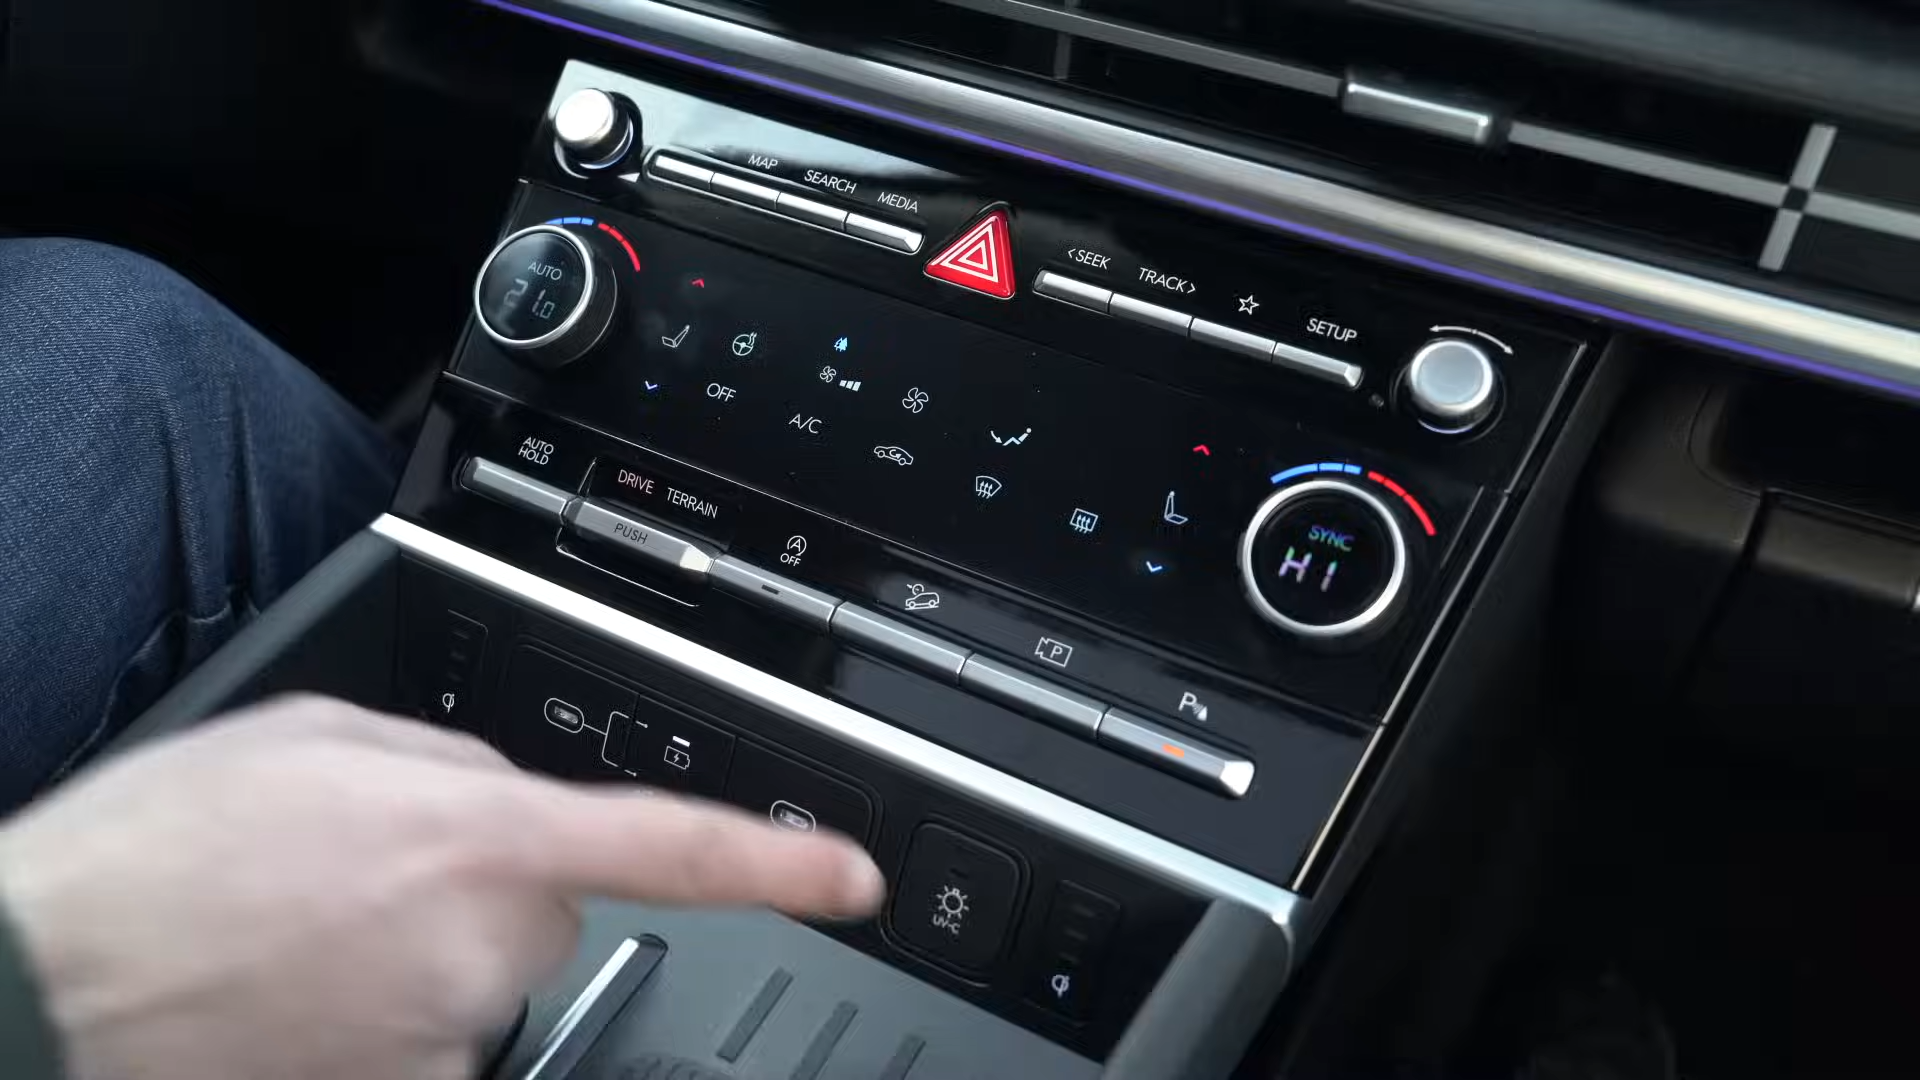 MAP
SEARCH
MEDIA
<SEEK
TRACK>
SETUP
AUTO
21.0
OFF
A/C
AUTO
HOLD
DRIVE TERRAIN
PUSH
A
OFF
SYNC
HI
P
P
UV-C